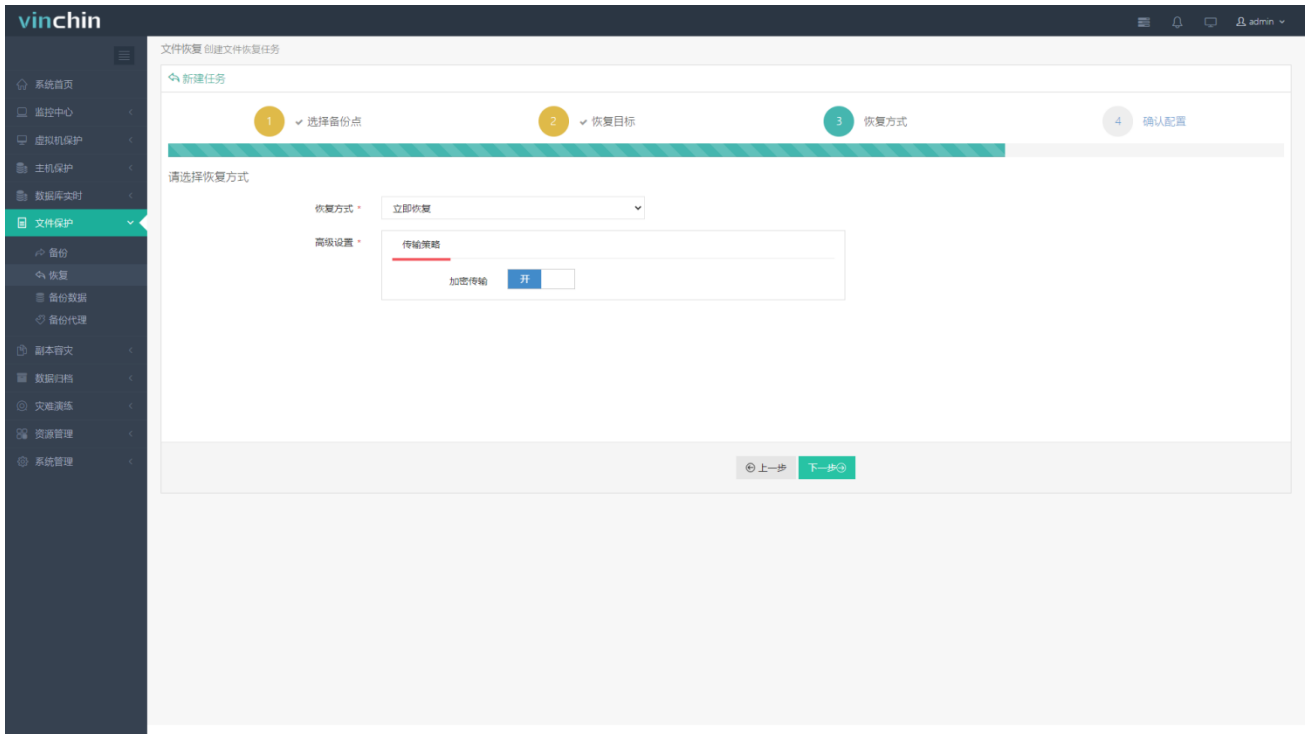 vinchin
admin
文件恢复 创建文件恢复任务
系统首页
监控中心
虚拟机保护
主机保护
数据库实时
文件保护
备份
恢复
备份数据
备份代理
副本容灾
数据归档
灾难演练
资源管理
系统管理
新建任务
1 选择备份点
2 恢复目标
3 恢复方式
4 确认配置
请选择恢复方式
恢复方式 * 立即恢复
高级设置 * 传输策略
加密传输 开
上一步 下一步